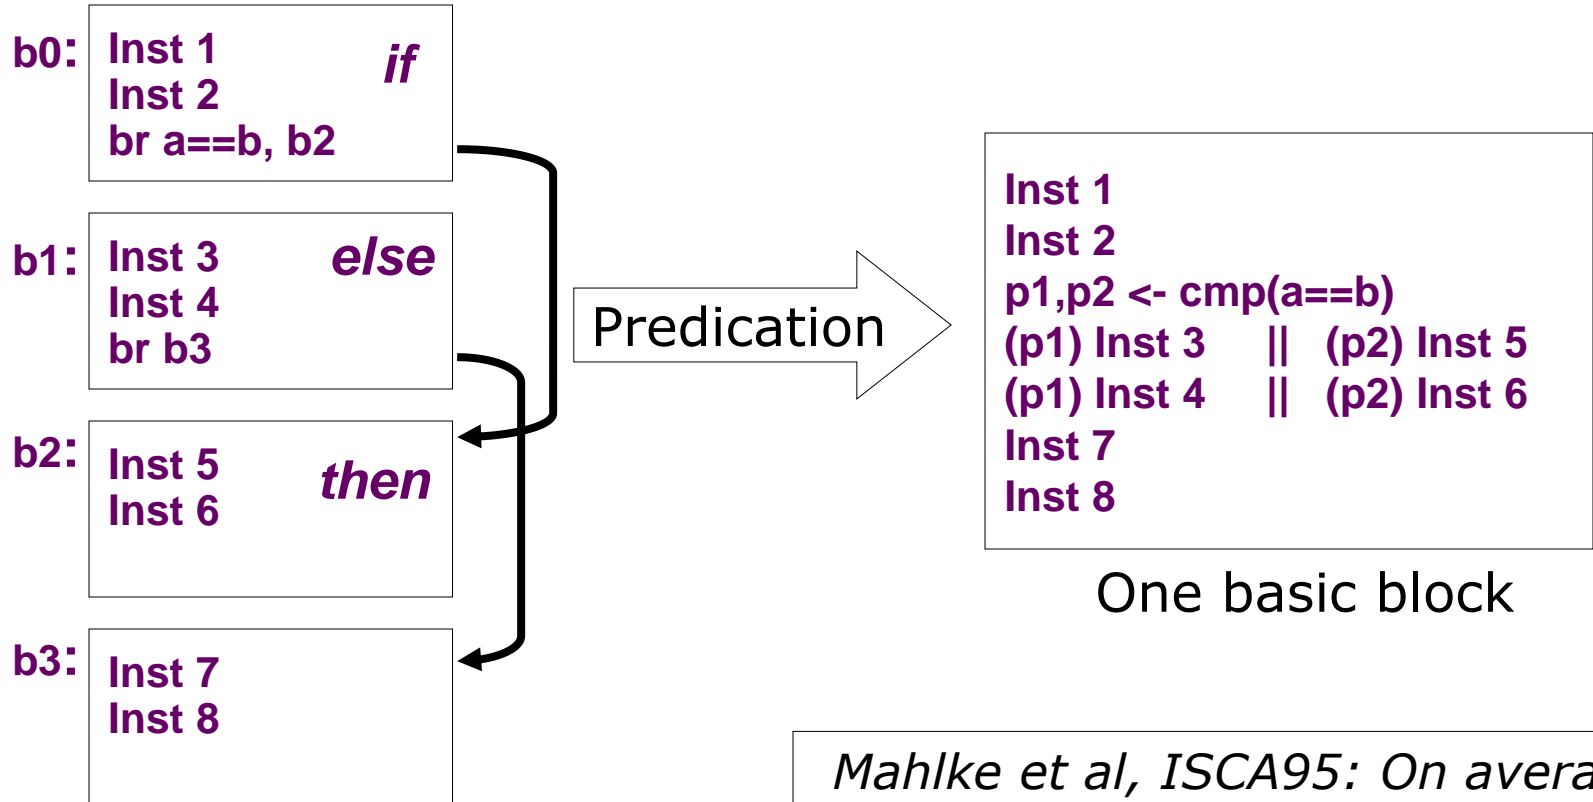 b0:
Inst 1
if
Inst 2
br a==b, b2
b1:
Inst 3
else
Inst 4
br b3
b2:
Inst 5
then
Inst 6
b3:
Inst 7
Inst 8
Predication
Inst 1
Inst 2
p1,p2 <- cmp(a==b)
(p1) Inst 3 || (p2) Inst 5
(p1) Inst 4 || (p2) Inst 6
Inst 7
Inst 8
One basic block
Mahlke et al, ISCA95: On avera